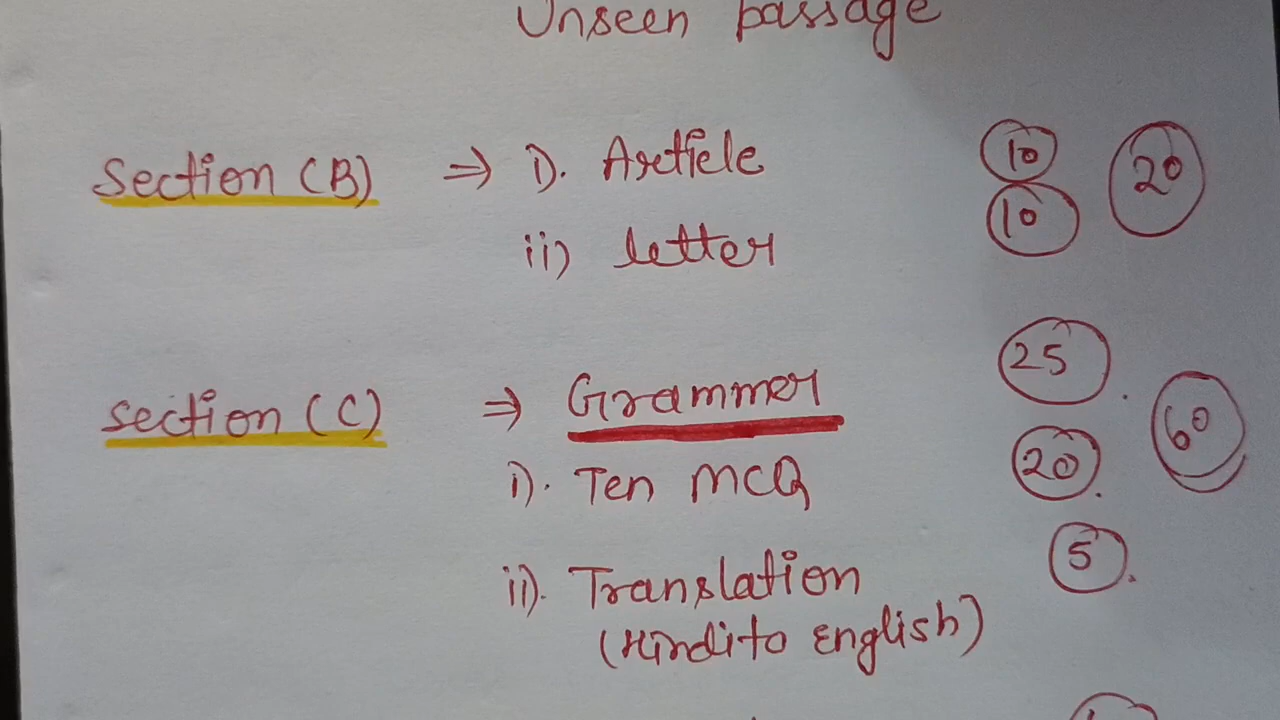 Unseen passage
Section (B) ⇒ i). Article 10 20
ii) letter 10
Section (C) ⇒ Grammer 25 60
i). Ten MCQ 20.
ii). Translation 5.
(Hindi to English)